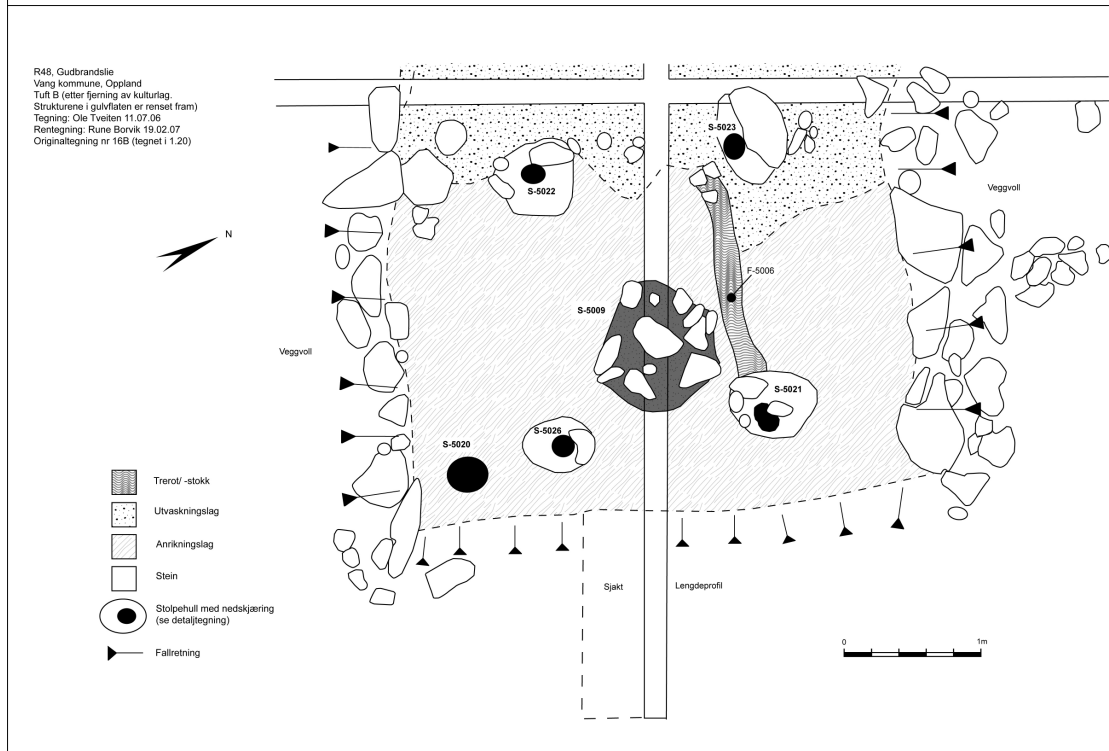 R48, Gudbrandslie
Vang kommune, Oppland
Tuft B (etter fjerning av kulturlag.
Strukturene i gulvflaten er renset fram)
Tegning: Ole Tveiten 11.07.06
Rentegning: Rune Borvik 19.02.07
Originaltegning nr 16B (tegnet i 1.20)
S-5023
S-5022
Veggvoll
N
F-5006
S-5009
Veggvoll
S-5021
S-5026
S-5020
Trerot/ -stokk
Utvaskningslag
Anrikningslag
Stein
Stolpehull med nedskjæring
(se detaljtegning)
Fallretning
Sjakt
Lengdeprofil
0
1m